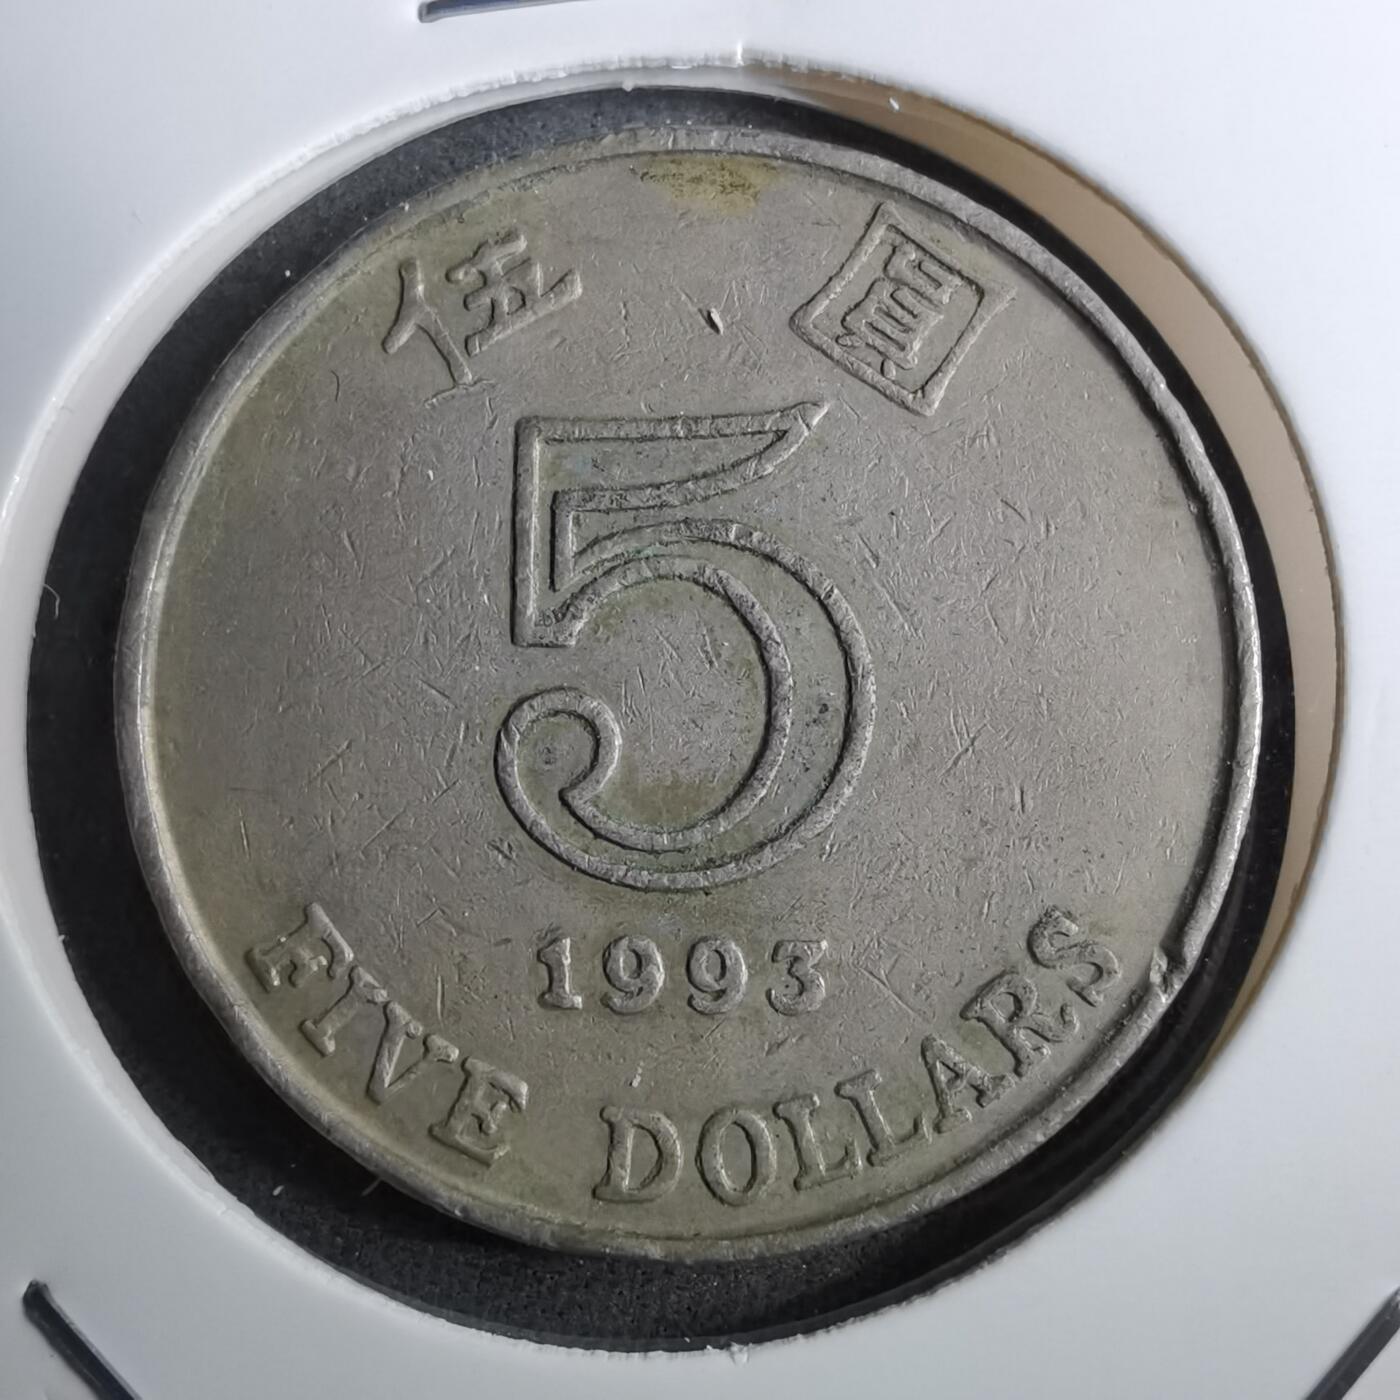 伍 圓
5
1993
FIVE DOLLARS